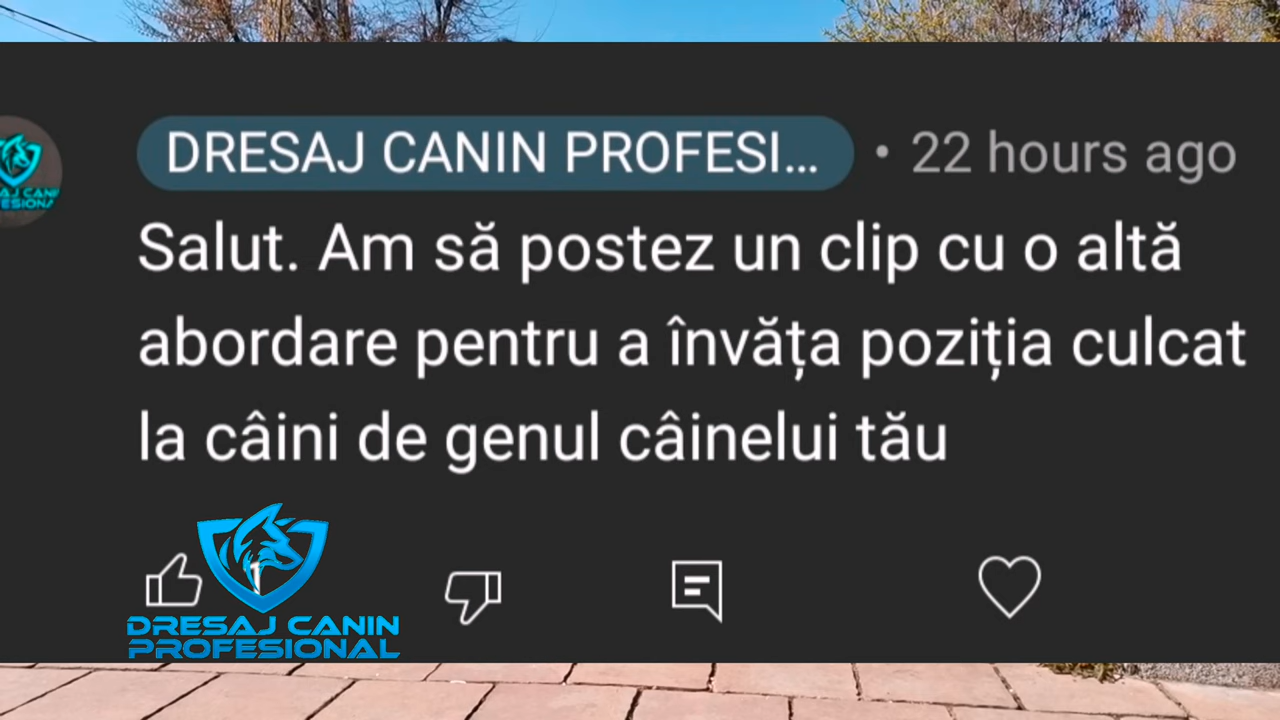 DRESAJ CANIN PROFESI... • 22 hours ago
Salut. Am să postez un clip cu o altă
abordare pentru a învăța poziția culcat
la câini de genul câinelui tău
1
DRESAJ CANIN
PROFESIONAL